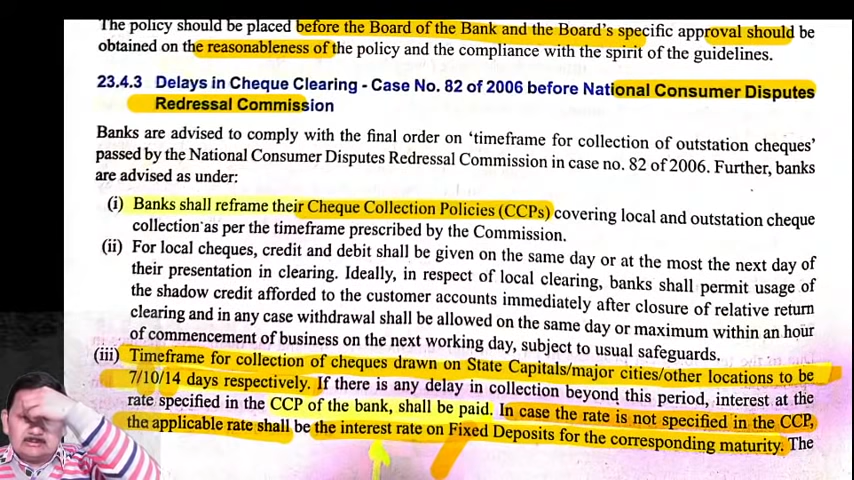 The policy should be placed before the Board of the Bank and the Board's specific approval should be
obtained on the reasonableness of the policy and the compliance with the spirit of the guidelines.
23.4.3 Delays in Cheque Clearing - Case No. 82 of 2006 before National Consumer Disputes
Redressal Commission
Banks are advised to comply with the final order on 'timeframe for collection of outstation cheques'
passed by the National Consumer Disputes Redressal Commission in case no. 82 of 2006. Further, banks
are advised as under:
(i) Banks shall reframe their Cheque Collection Policies (CCPs) covering local and outstation cheque
collection as per the timeframe prescribed by the Commission.
(ii) For local cheques, credit and debit shall be given on the same day or at the most the next day of
their presentation in clearing. Ideally, in respect of local clearing, banks shall permit usage of
the shadow credit afforded to the customer accounts immediately after closure of relative return
clearing and in any case withdrawal shall be allowed on the same day or maximum within an hour
of commencement of business on the next working day, subject to usual safeguards.
(iii) Timeframe for collection of cheques drawn on State Capitals/major cities/other locations to be
7/10/14 days respectively. If there is any delay in collection beyond this period, interest at the
rate specified in the CCP of the bank, shall be paid. In case the rate is not specified in the CCP,
the applicable rate shall be the interest rate on Fixed Deposits for the corresponding maturity. The